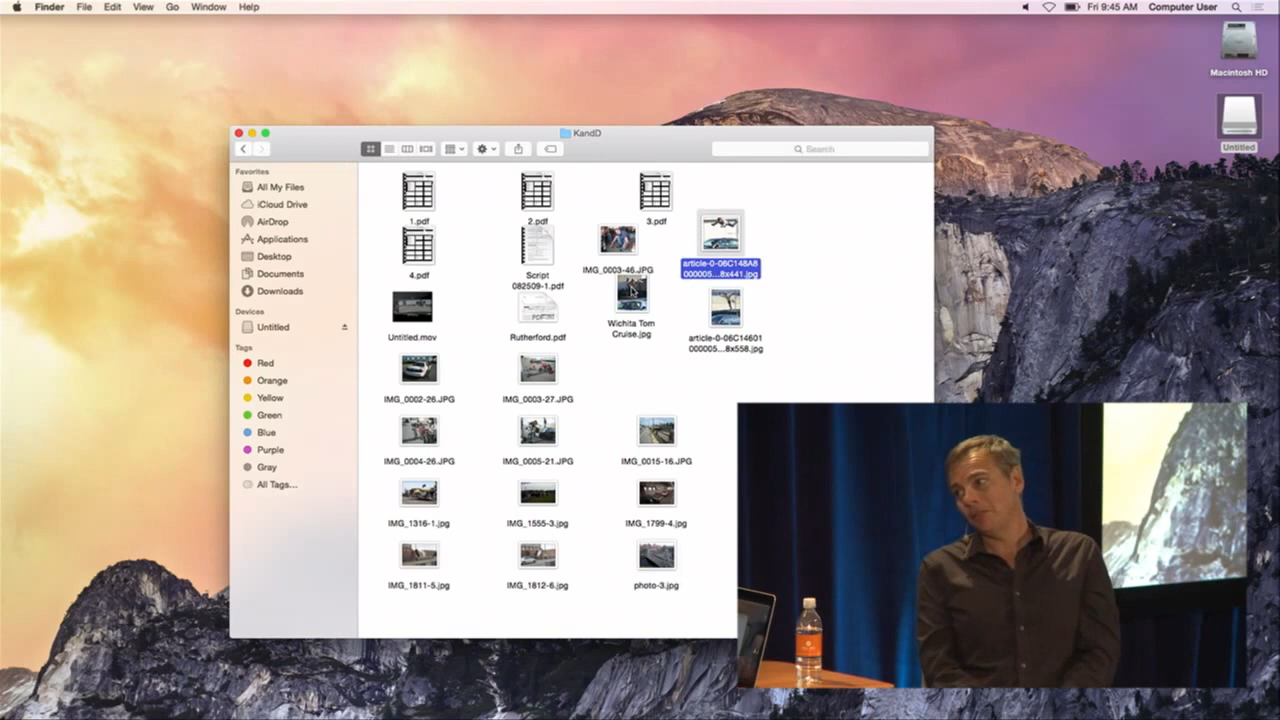 Finder File Edit View Go Window Help
Fri 9:45 AM Computer User
Macintosh HD
Untitled
KandD
Search
Favorites
All My Files
iCloud Drive
AirDrop
Applications
Desktop
Documents
Downloads
Devices
Untitled
Tags
Red
Orange
Yellow
Green
Blue
Purple
Gray
All Tags...
1.pdf 2.pdf 3.pdf
4.pdf
Script
082509-1.pdf
IMG_0003-46.JPG
article-0-06C148A8
000005...8x441.jpg
Untitled.mov
Rutherford.pdf
Wichita Tom
Cruise.jpg
article-0-06C14601
000005...8x558.jpg
IMG_0002-26.JPG IMG_0003-27.JPG
IMG_0004-26.JPG IMG_0005-21.JPG IMG_0015-16.JPG
IMG_1316-1.jpg IMG_1555-3.jpg IMG_1799-4.jpg
IMG_1811-5.jpg IMG_1812-6.jpg photo-3.jpg